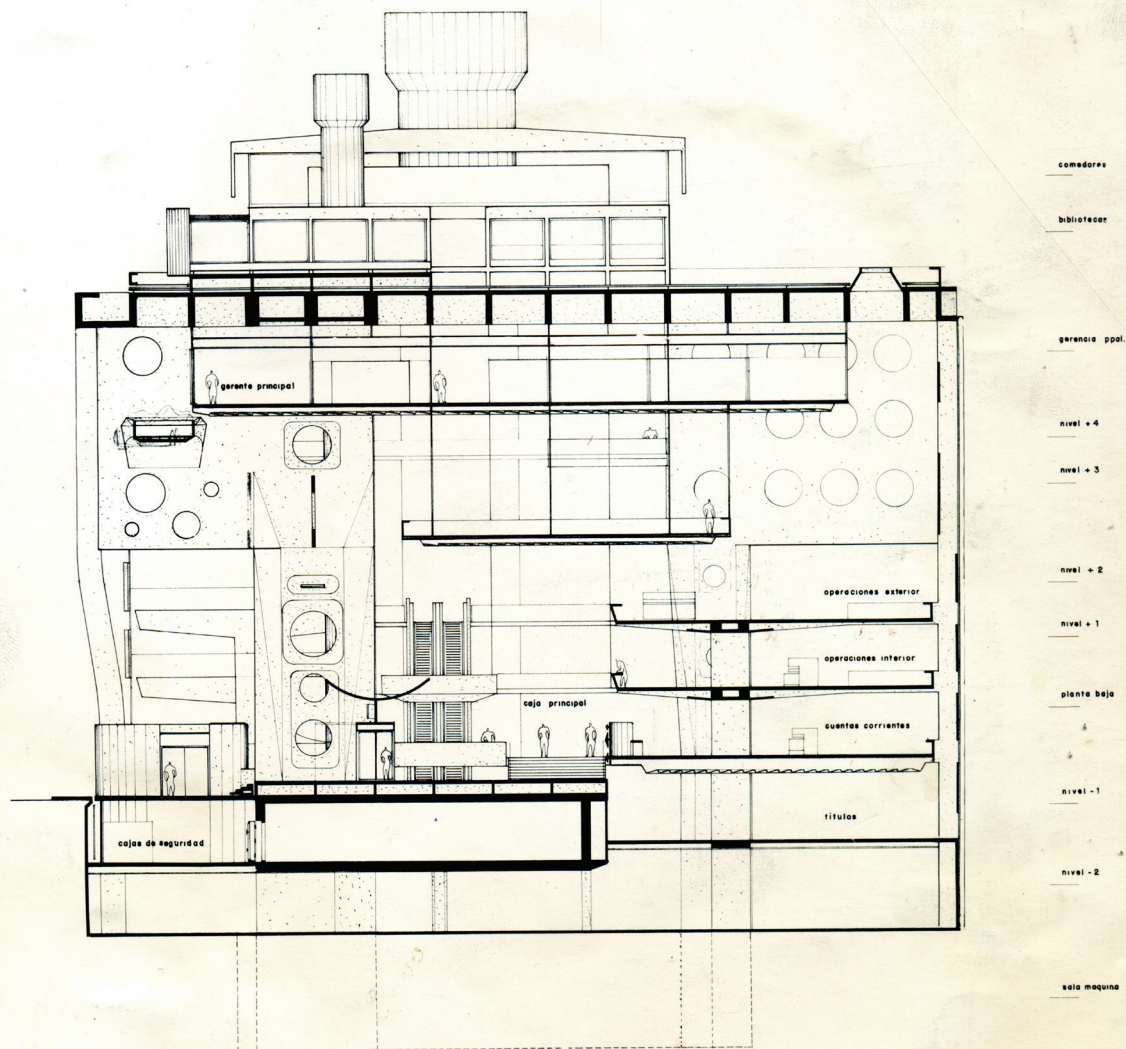 comedores
bibliotecas
gerencia ppal.
gerente principal
nivel + 4
nivel + 3
nivel + 2
operaciones exterior
nivel + 1
operaciones interior
planta baja
caja principal
cuentas corrientes
nivel - 1
titulos
cajas de seguridad
nivel - 2
sala maquina